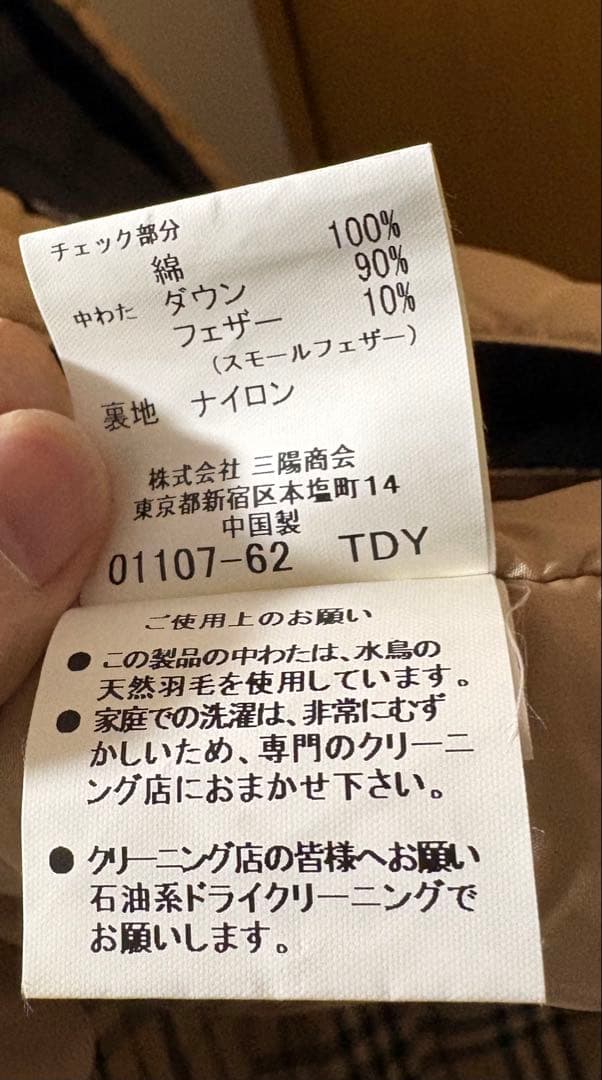 チェック部分
綿 100%
中わた ダウン 90%
フェザー 10%
(スモールフェザー)
裏地 ナイロン
株式会社 三陽商会
東京都新宿区本塩町14
中国製
01107-62 TDY
ご使用上のお願い
●この製品の中わたは、水鳥の
天然羽毛を使用しています。
●家庭での洗濯は、非常にむず
かしいため、専門のクリーニ
ング店におまかせ下さい。
●クリーニング店の皆様へお願い
石油系ドライクリーニングで
お願いします。